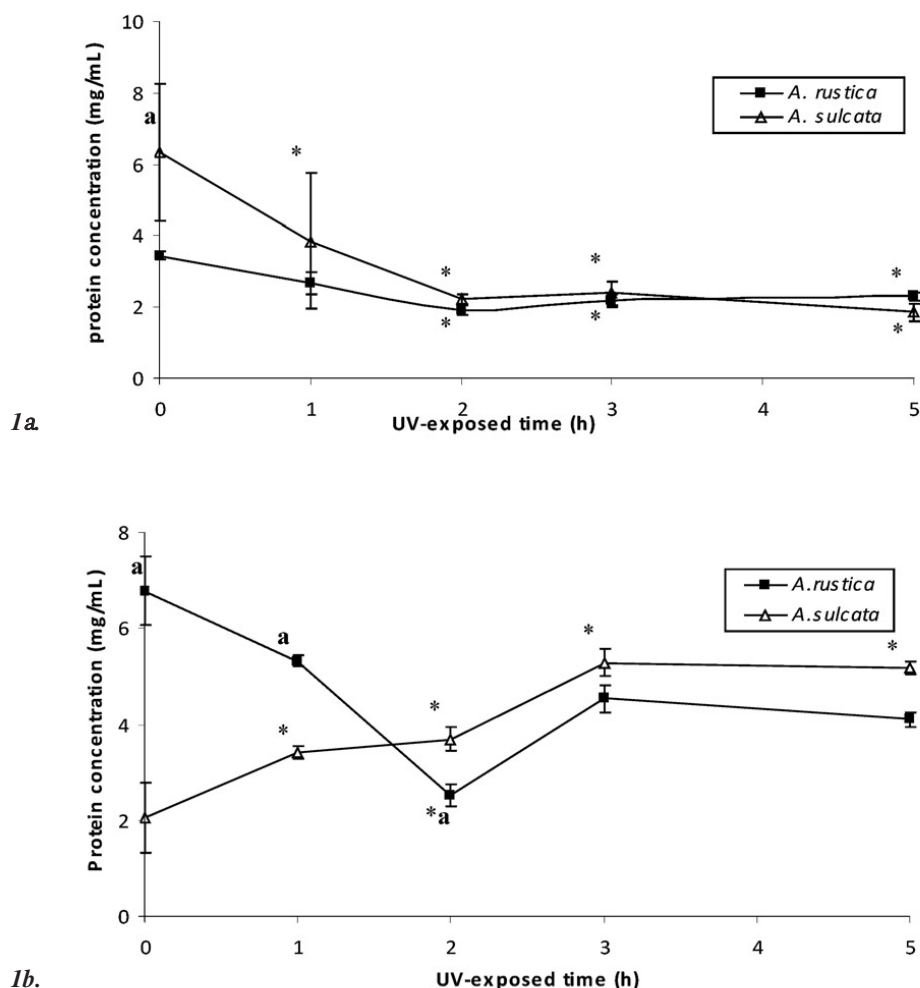 10
8
6
4
2
0
protein concentration (mg/mL)
a
*
*
*
*
*
*
*
A. rustica
A. sulcata
0 1 2 3 4 5
UV-exposed time (h)
1a.
8
6
4
2
0
Protein concentration (mg/mL)
a
a
*
*
*a
*
*
A.rustica
A.sulcata
0 1 2 3 4 5
UV-exposed time (h)
1b.